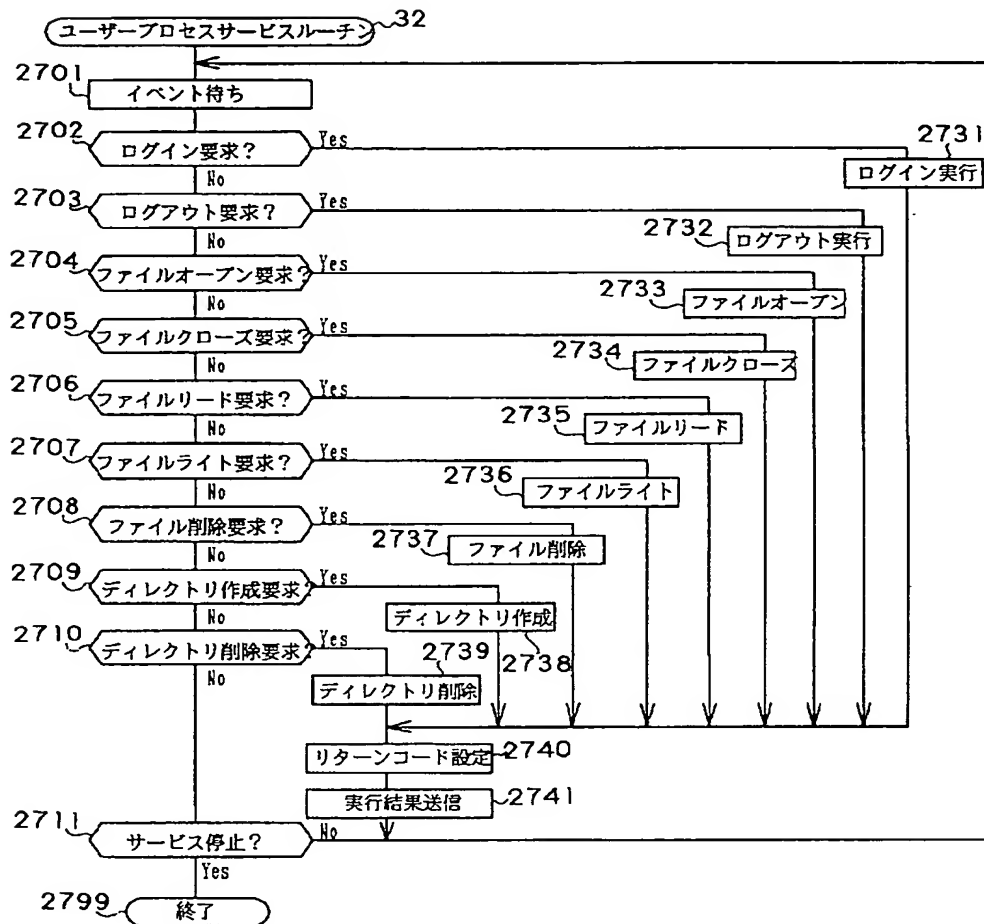 ユーザープロセスサービスルーチン 32
2701 イベント待ち
2702 ログイン要求? Yes
No
2731 ログイン実行
2703 ログアウト要求? Yes
No
2732 ログアウト実行
2704 ファイルオープン要求? Yes
No
2733 ファイルオープン
2705 ファイルクローズ要求? Yes
No
2734 ファイルクローズ
2706 ファイルリード要求? Yes
No
2735 ファイルリード
2707 ファイルライト要求? Yes
No
2736 ファイルライト
2708 ファイル削除要求? Yes
No
2737 ファイル削除
2709 ディレクトリ作成要求? Yes
No
ディレクトリ作成 2738
2710 ディレクトリ削除要求? Yes
No
2739 ディレクトリ削除
リターンコード設定 2740
実行結果送信 2741
2711 サービス停止? No
Yes
2799 終了